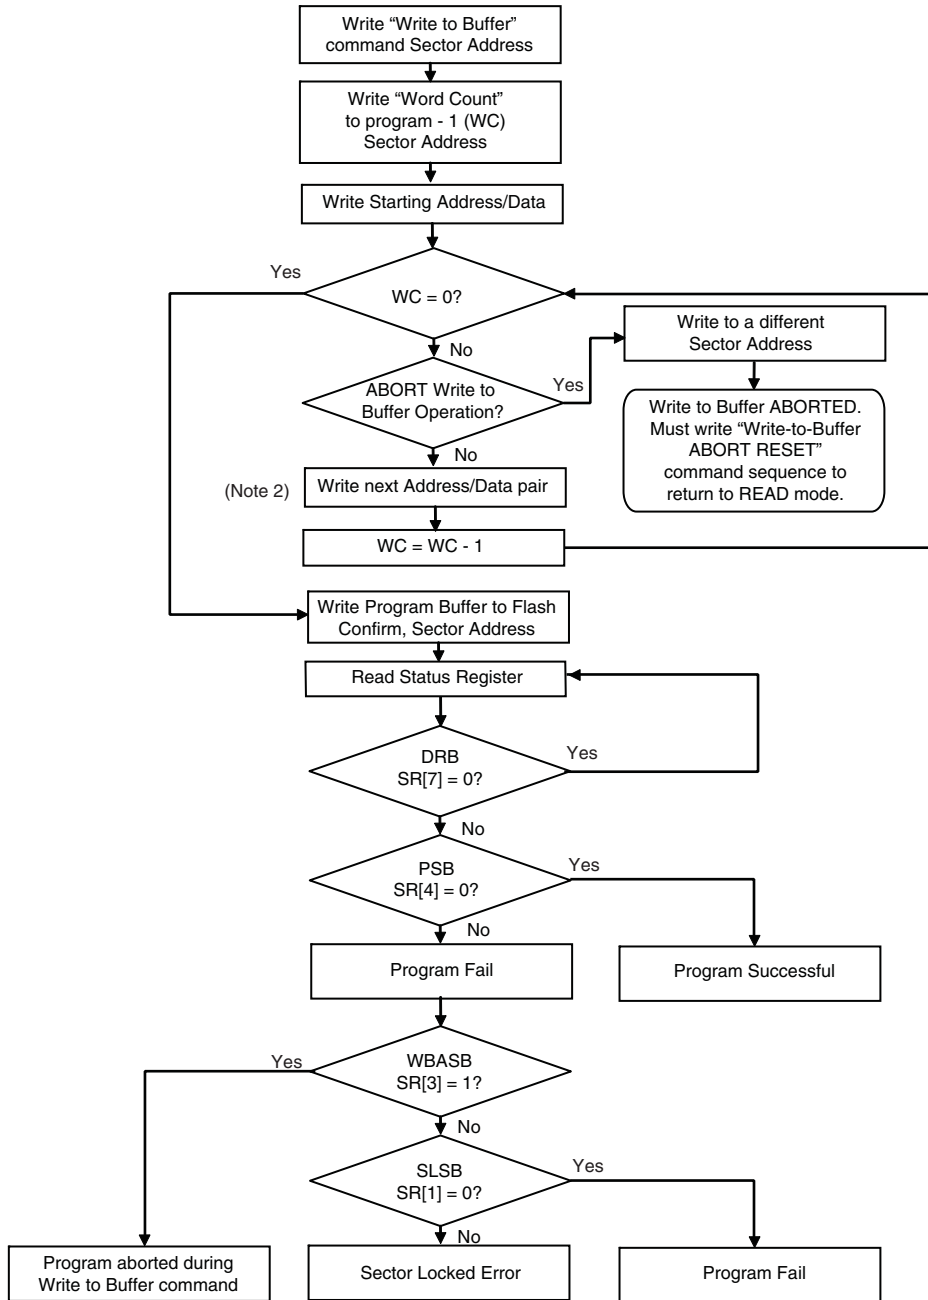 Write “Write to Buffer”
command Sector Address
Write “Word Count”
to program - 1 (WC)
Sector Address
Write Starting Address/Data
Yes
WC = 0?
No
Write to a different
Sector Address
ABORT Write to
Buffer Operation?
Yes
No
Write to Buffer ABORTED.
Must write “Write-to-Buffer
ABORT RESET”
command sequence to
return to READ mode.
(Note 2)
Write next Address/Data pair
WC = WC - 1
Write Program Buffer to Flash
Confirm, Sector Address
Read Status Register
DRB
SR[7] = 0?
Yes
No
PSB
SR[4] = 0?
Yes
No
Program Fail
Program Successful
Yes
WBASB
SR[3] = 1?
No
SLSB
SR[1] = 0?
Yes
No
Program aborted during
Write to Buffer command
Sector Locked Error
Program Fail